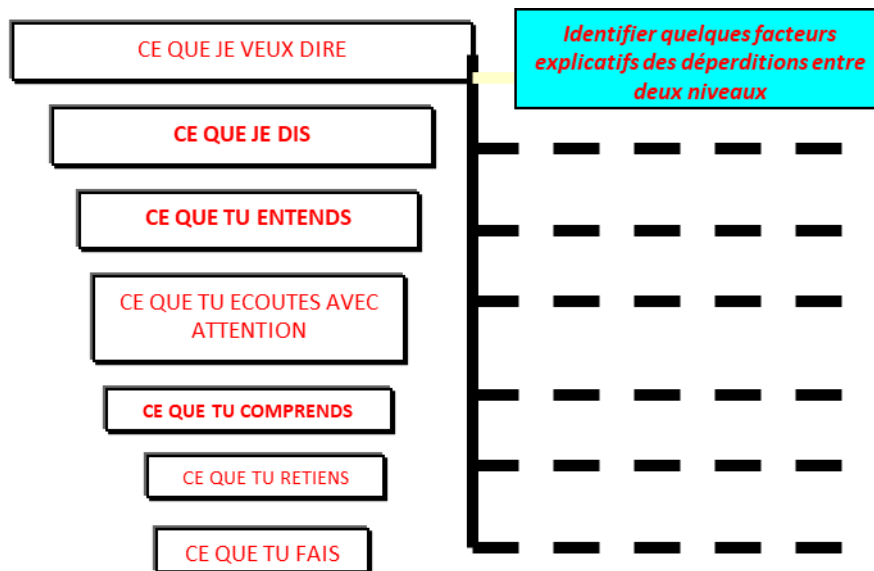 CE QUE JE VEUX DIRE
Identifier quelques facteurs
explicatifs des déperditions entre
deux niveaux
CE QUE JE DIS
CE QUE TU ENTENDS
CE QUE TU ECOUTES AVEC
ATTENTION
CE QUE TU COMPRENDS
CE QUE TU RETIENS
CE QUE TU FAIS